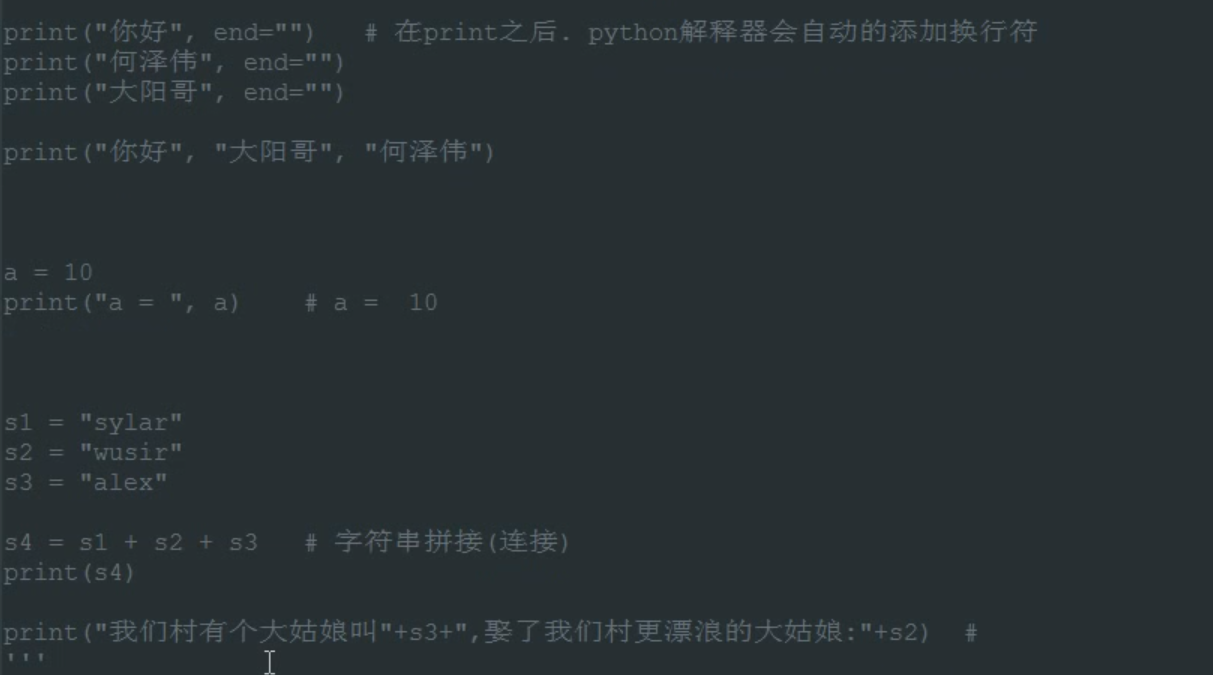 print("你好", end="")   # 在print之后. python解释器会自动的添加换行符
print("何泽伟", end="")
print("大阳哥", end="")
print("你好", "大阳哥", "何泽伟")
a = 10
print("a = ", a)    # a =  10
s1 = "sylar"
s2 = "wusir"
s3 = "alex"
s4 = s1 + s2 + s3   # 字符串拼接(连接)
print(s4)
print("我们村有个大姑娘叫"+s3+",娶了我们村更漂浪的大姑娘:"+s2)  #
'''